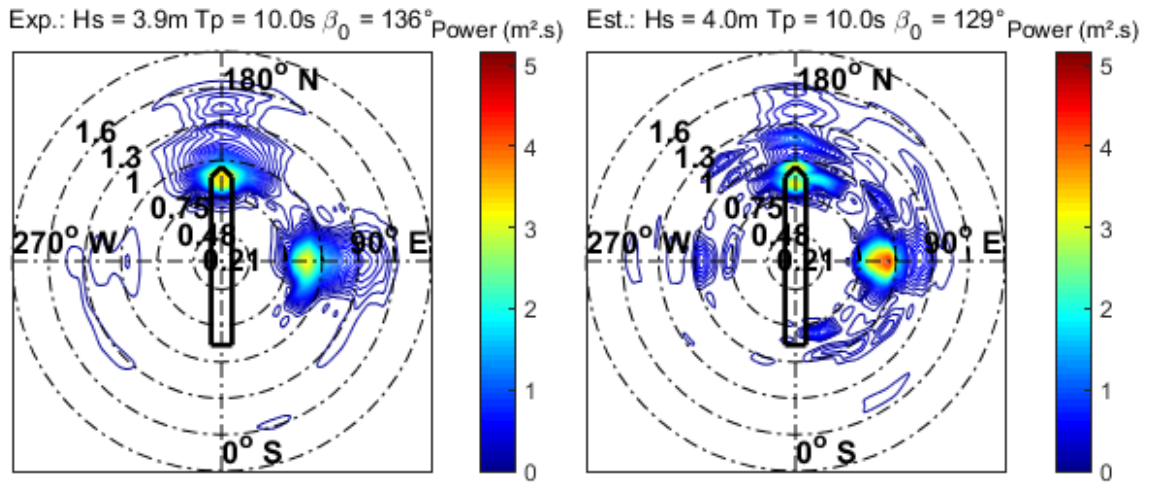 Exp.: Hs = 3.9m Tp = 10.0s β₀ = 136° Power (m².s)
180° N
1.6
1.3
1
0.75
0.48
0.21
270° W
90° E
0° S
5
4
3
2
1
0
Est.: Hs = 4.0m Tp = 10.0s β₀ = 129° Power (m².s)
180° N
1.6
1.3
1
0.75
0.48
0.21
270° W
90° E
0° S
5
4
3
2
1
0